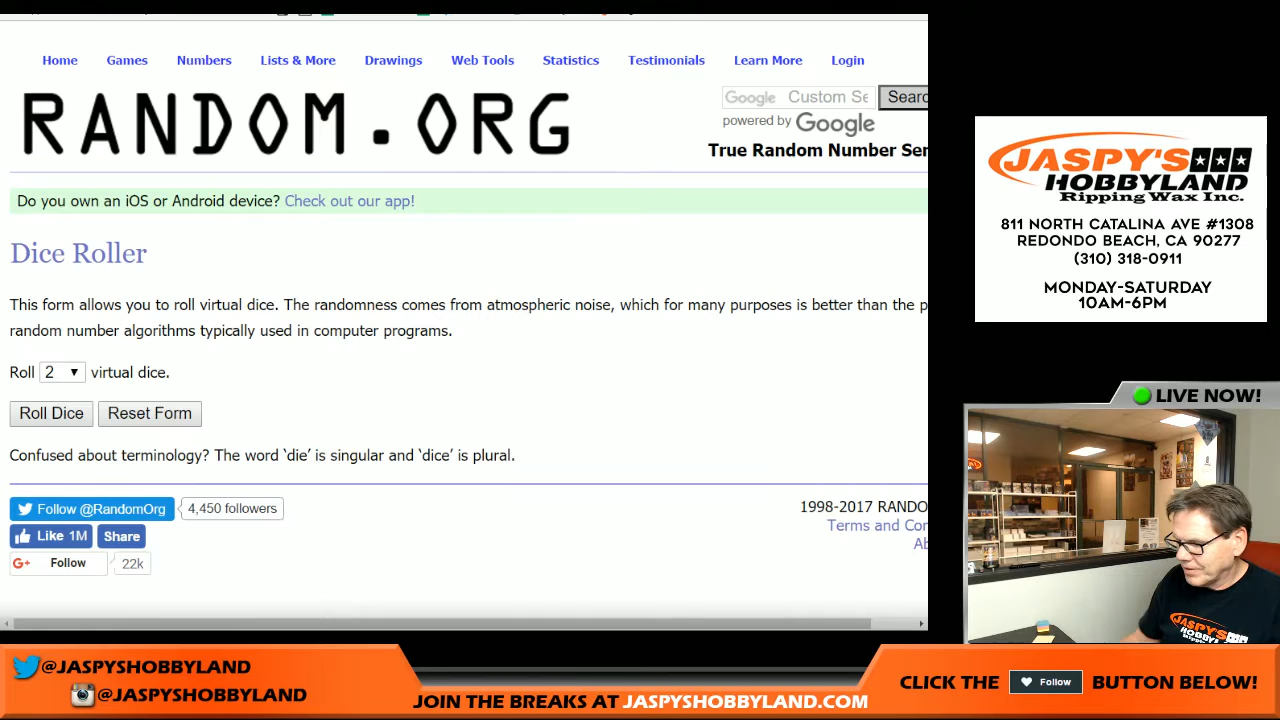 Home Games Numbers Lists & More Drawings Web Tools Statistics Testimonials Learn More Login
RANDOM.ORG
Google Custom Se
powered by Google
True Random Number Ser
Do you own an iOS or Android device? Check out our app!
Dice Roller
This form allows you to roll virtual dice. The randomness comes from atmospheric noise, which for many purposes is better than the p
random number algorithms typically used in computer programs.
Roll 2 virtual dice.
Roll Dice Reset Form
Confused about terminology? The word ‘die’ is singular and ‘dice’ is plural.
Follow @RandomOrg 4,450 followers
Like 1M Share
G+ Follow 22k
1998-2017 RANDO
Terms and Con
Ab
JASPY'S
HOBBYLAND
Ripping Wax Inc.
811 NORTH CATALINA AVE #1308
REDONDO BEACH, CA 90277
(310) 318-0911
MONDAY-SATURDAY
10AM-6PM
LIVE NOW!
JASPY'S
HOBBYLAND
@JASPYSHOBBYLAND
@JASPYSHOBBYLAND
JOIN THE BREAKS AT JASPYSHOBBYLAND.COM
CLICK THE Follow BUTTON BELOW!